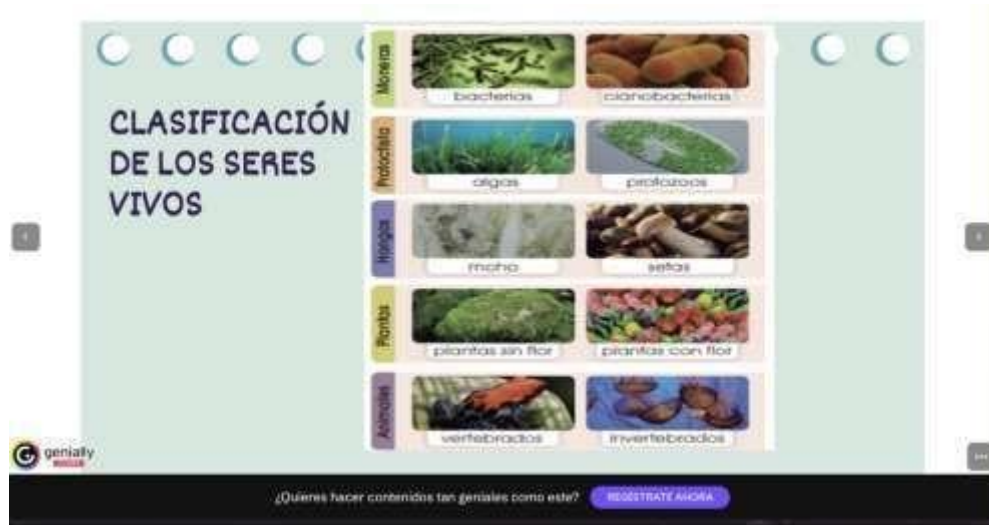 CLASIFICACIÓN
DE LOS SERES
VIVOS
Moneras
bacterias
cianobacterias
Protoctista
algas
protozoos
Hongos
moho
setas
Plantas
plantas sin flor
plantas con flor
Animales
vertebrados
invertebrados
genially
¿Quieres hacer contenidos tan geniales como este?
REGÍSTRATE AHORA